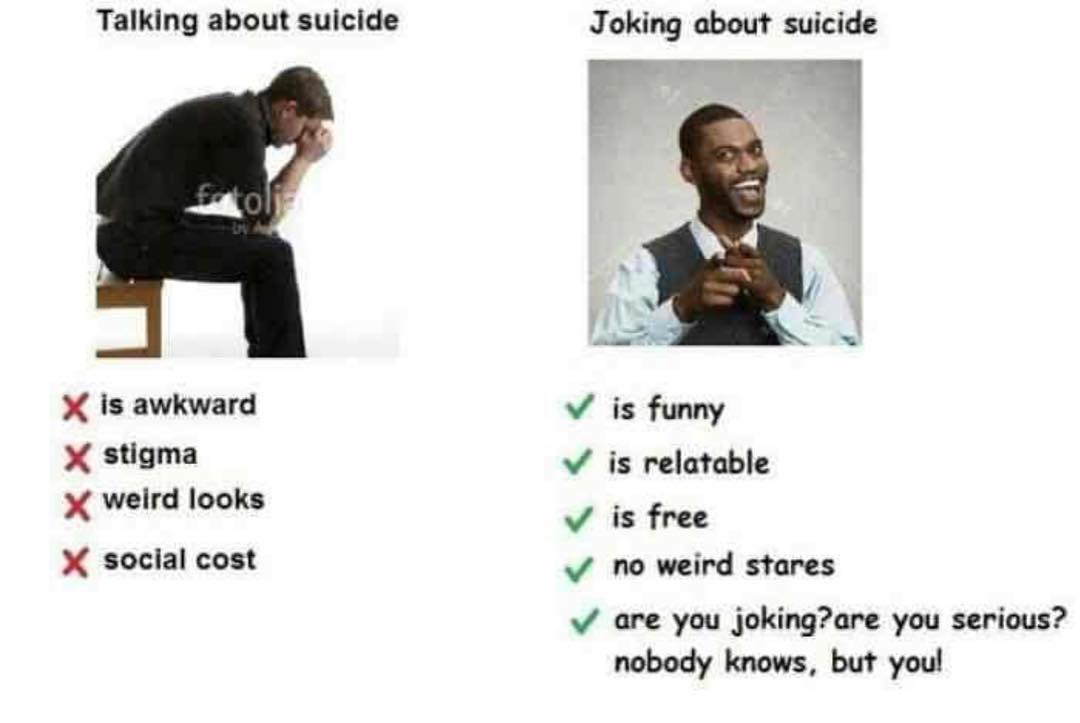 Talking about suicide
is awkward
stigma
weird looks
social cost
Joking about suicide
is funny
is relatable
is free
no weird stares
are you joking?are you serious?
nobody knows, but you!